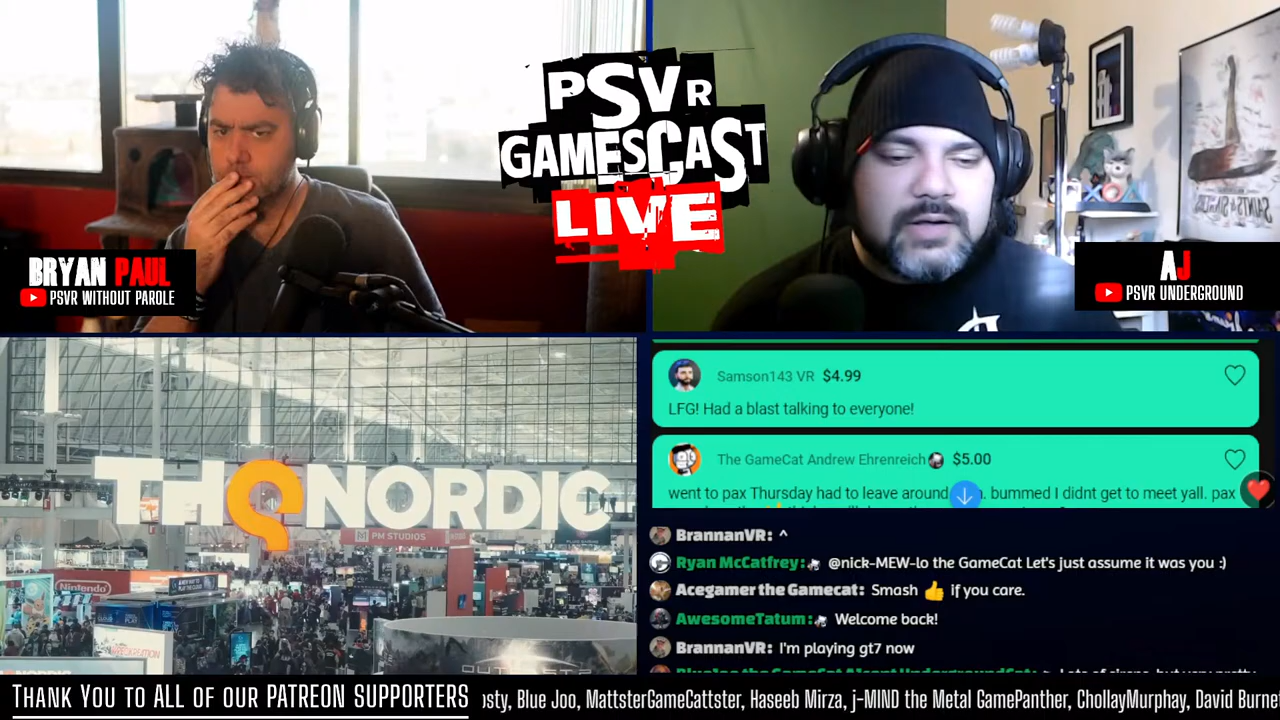 PSVR
GAMESCAST
LIVE
BRYAN PAUL
PSVR WITHOUT PAROLE
AJ
PSVR UNDERGROUND
SAINTS & SINNERS
THQ NORDIC
PM STUDIOS
Nintendo
Samson143 VR $4.99
LFG! Had a blast talking to everyone!
The GameCat Andrew Ehrenreich $5.00
went to pax Thursday had to leave around . bummed I didnt get to meet yall. pax
BrannanVR: ^
Ryan McCatfrey: @nick-MEW-lo the GameCat Let's just assume it was you :)
Acegamer the Gamecat: Smash 👍 if you care.
AwesomeTatum: Welcome back!
BrannanVR: I'm playing gt7 now
THANK YOU TO ALL OF OUR PATREON SUPPORTERS
osty, Blue Joo, MattsterGameCattster, Haseeb Mirza, j-MIND the Metal GamePanther, ChollayMurphay, David Burne